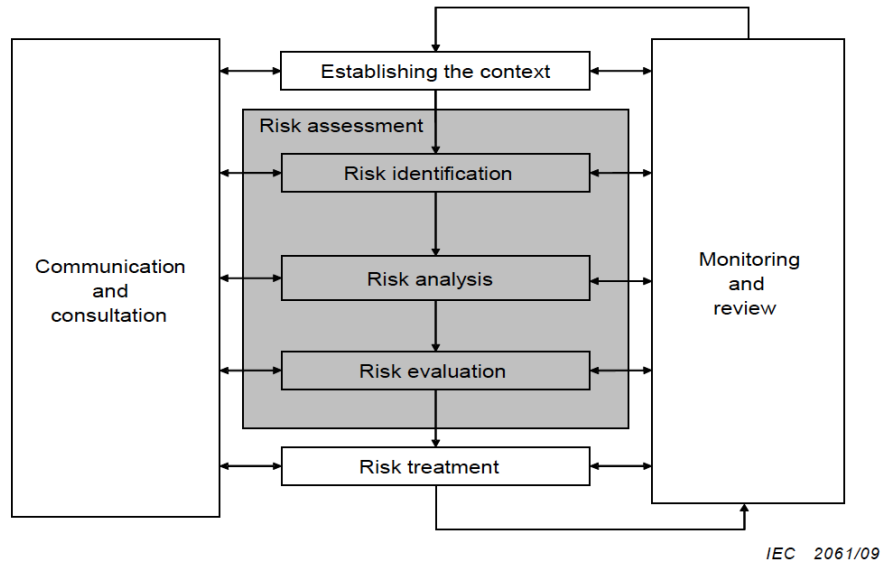 Establishing the context
Risk assessment
Risk identification
Communication
and
consultation
Risk analysis
Monitoring
and
review
Risk evaluation
Risk treatment
IEC 2061/09